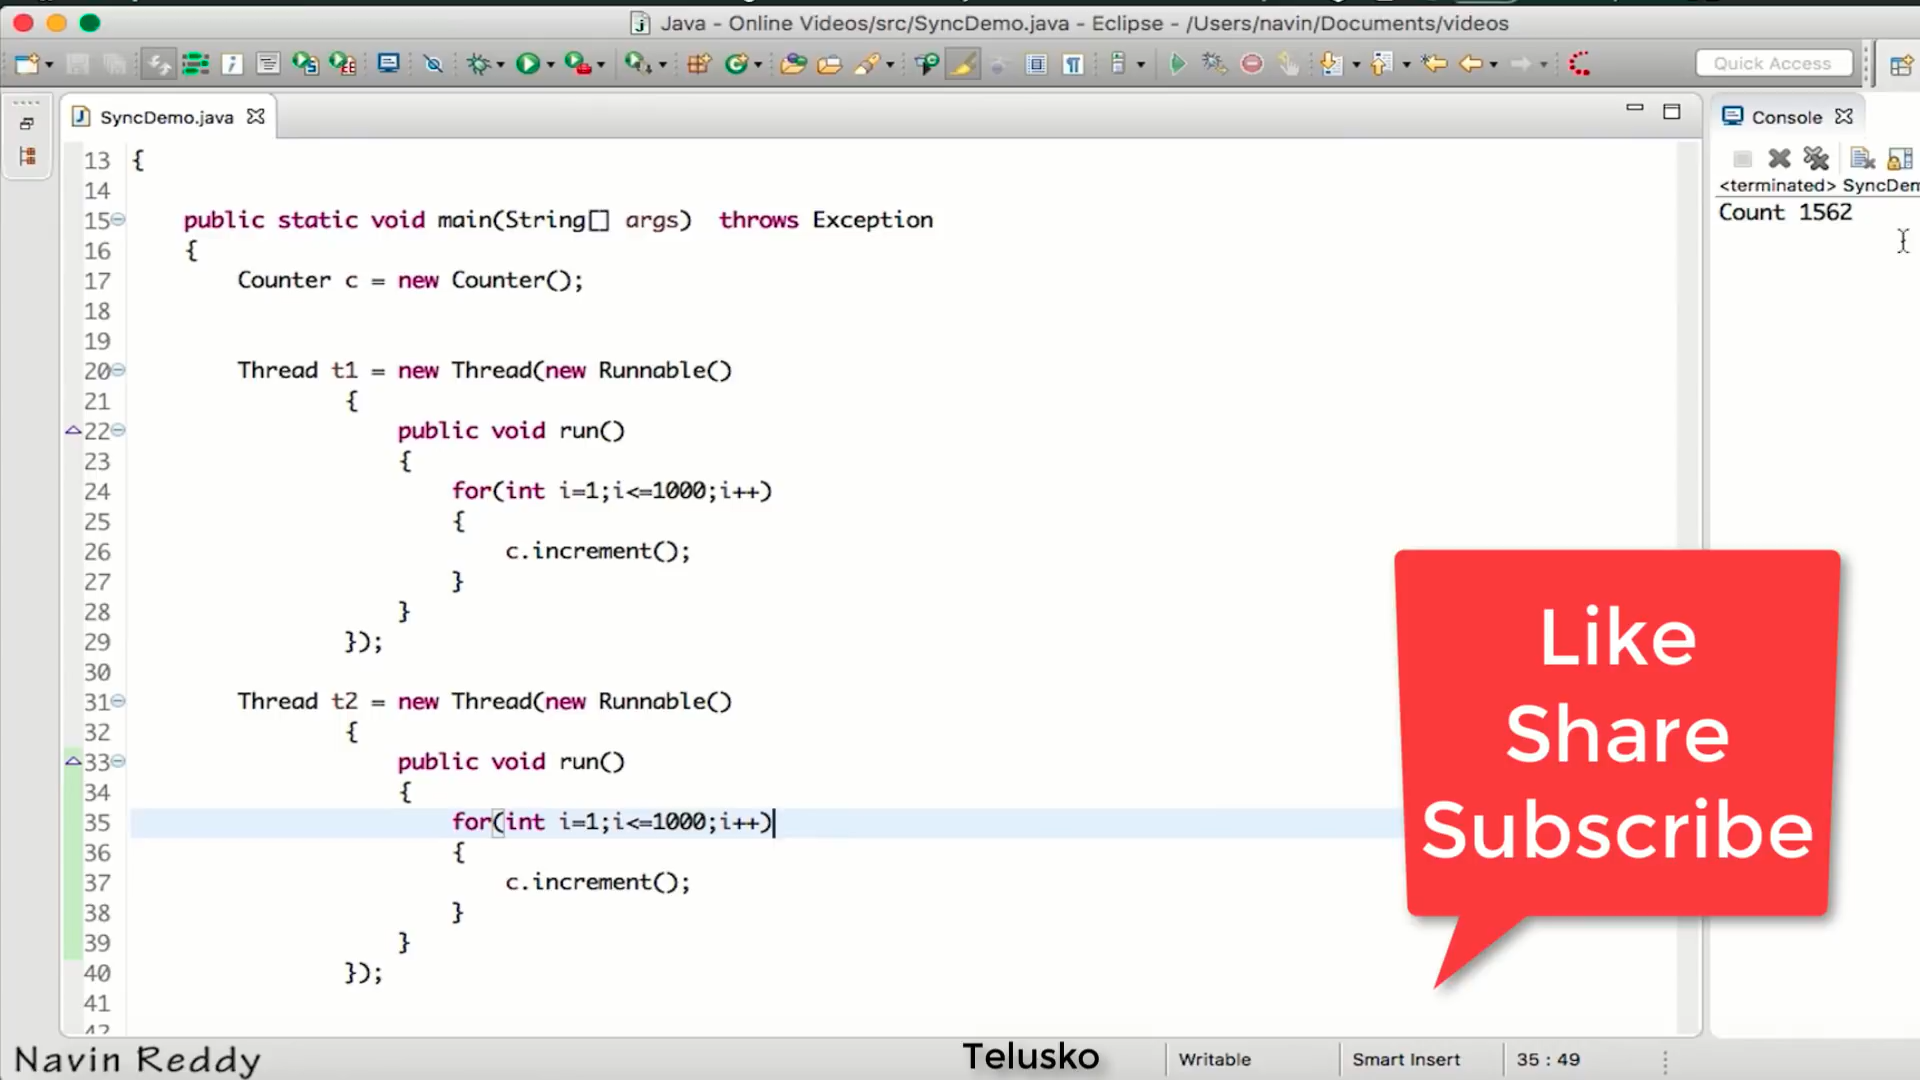 Java - Online Videos/src/SyncDemo.java - Eclipse - /Users/navin/Documents/videos
Quick Access
SyncDemo.java
Console
<terminated> SyncDem
Count 1562
13 {
14
15 public static void main(String[] args)  throws Exception
16 {
17 Counter c = new Counter();
18
19
20 Thread t1 = new Thread(new Runnable()
21 {
22 public void run()
23 {
24 for(int i=1;i<=1000;i++)
25 {
26 c.increment();
27 }
28 }
29 });
30
31 Thread t2 = new Thread(new Runnable()
32 {
33 public void run()
34 {
35 for(int i=1;i<=1000;i++)
36 {
37 c.increment();
38 }
39 }
40 });
41
42
Like
Share
Subscribe
Navin Reddy
Telusko
Writable
Smart Insert
35 : 49